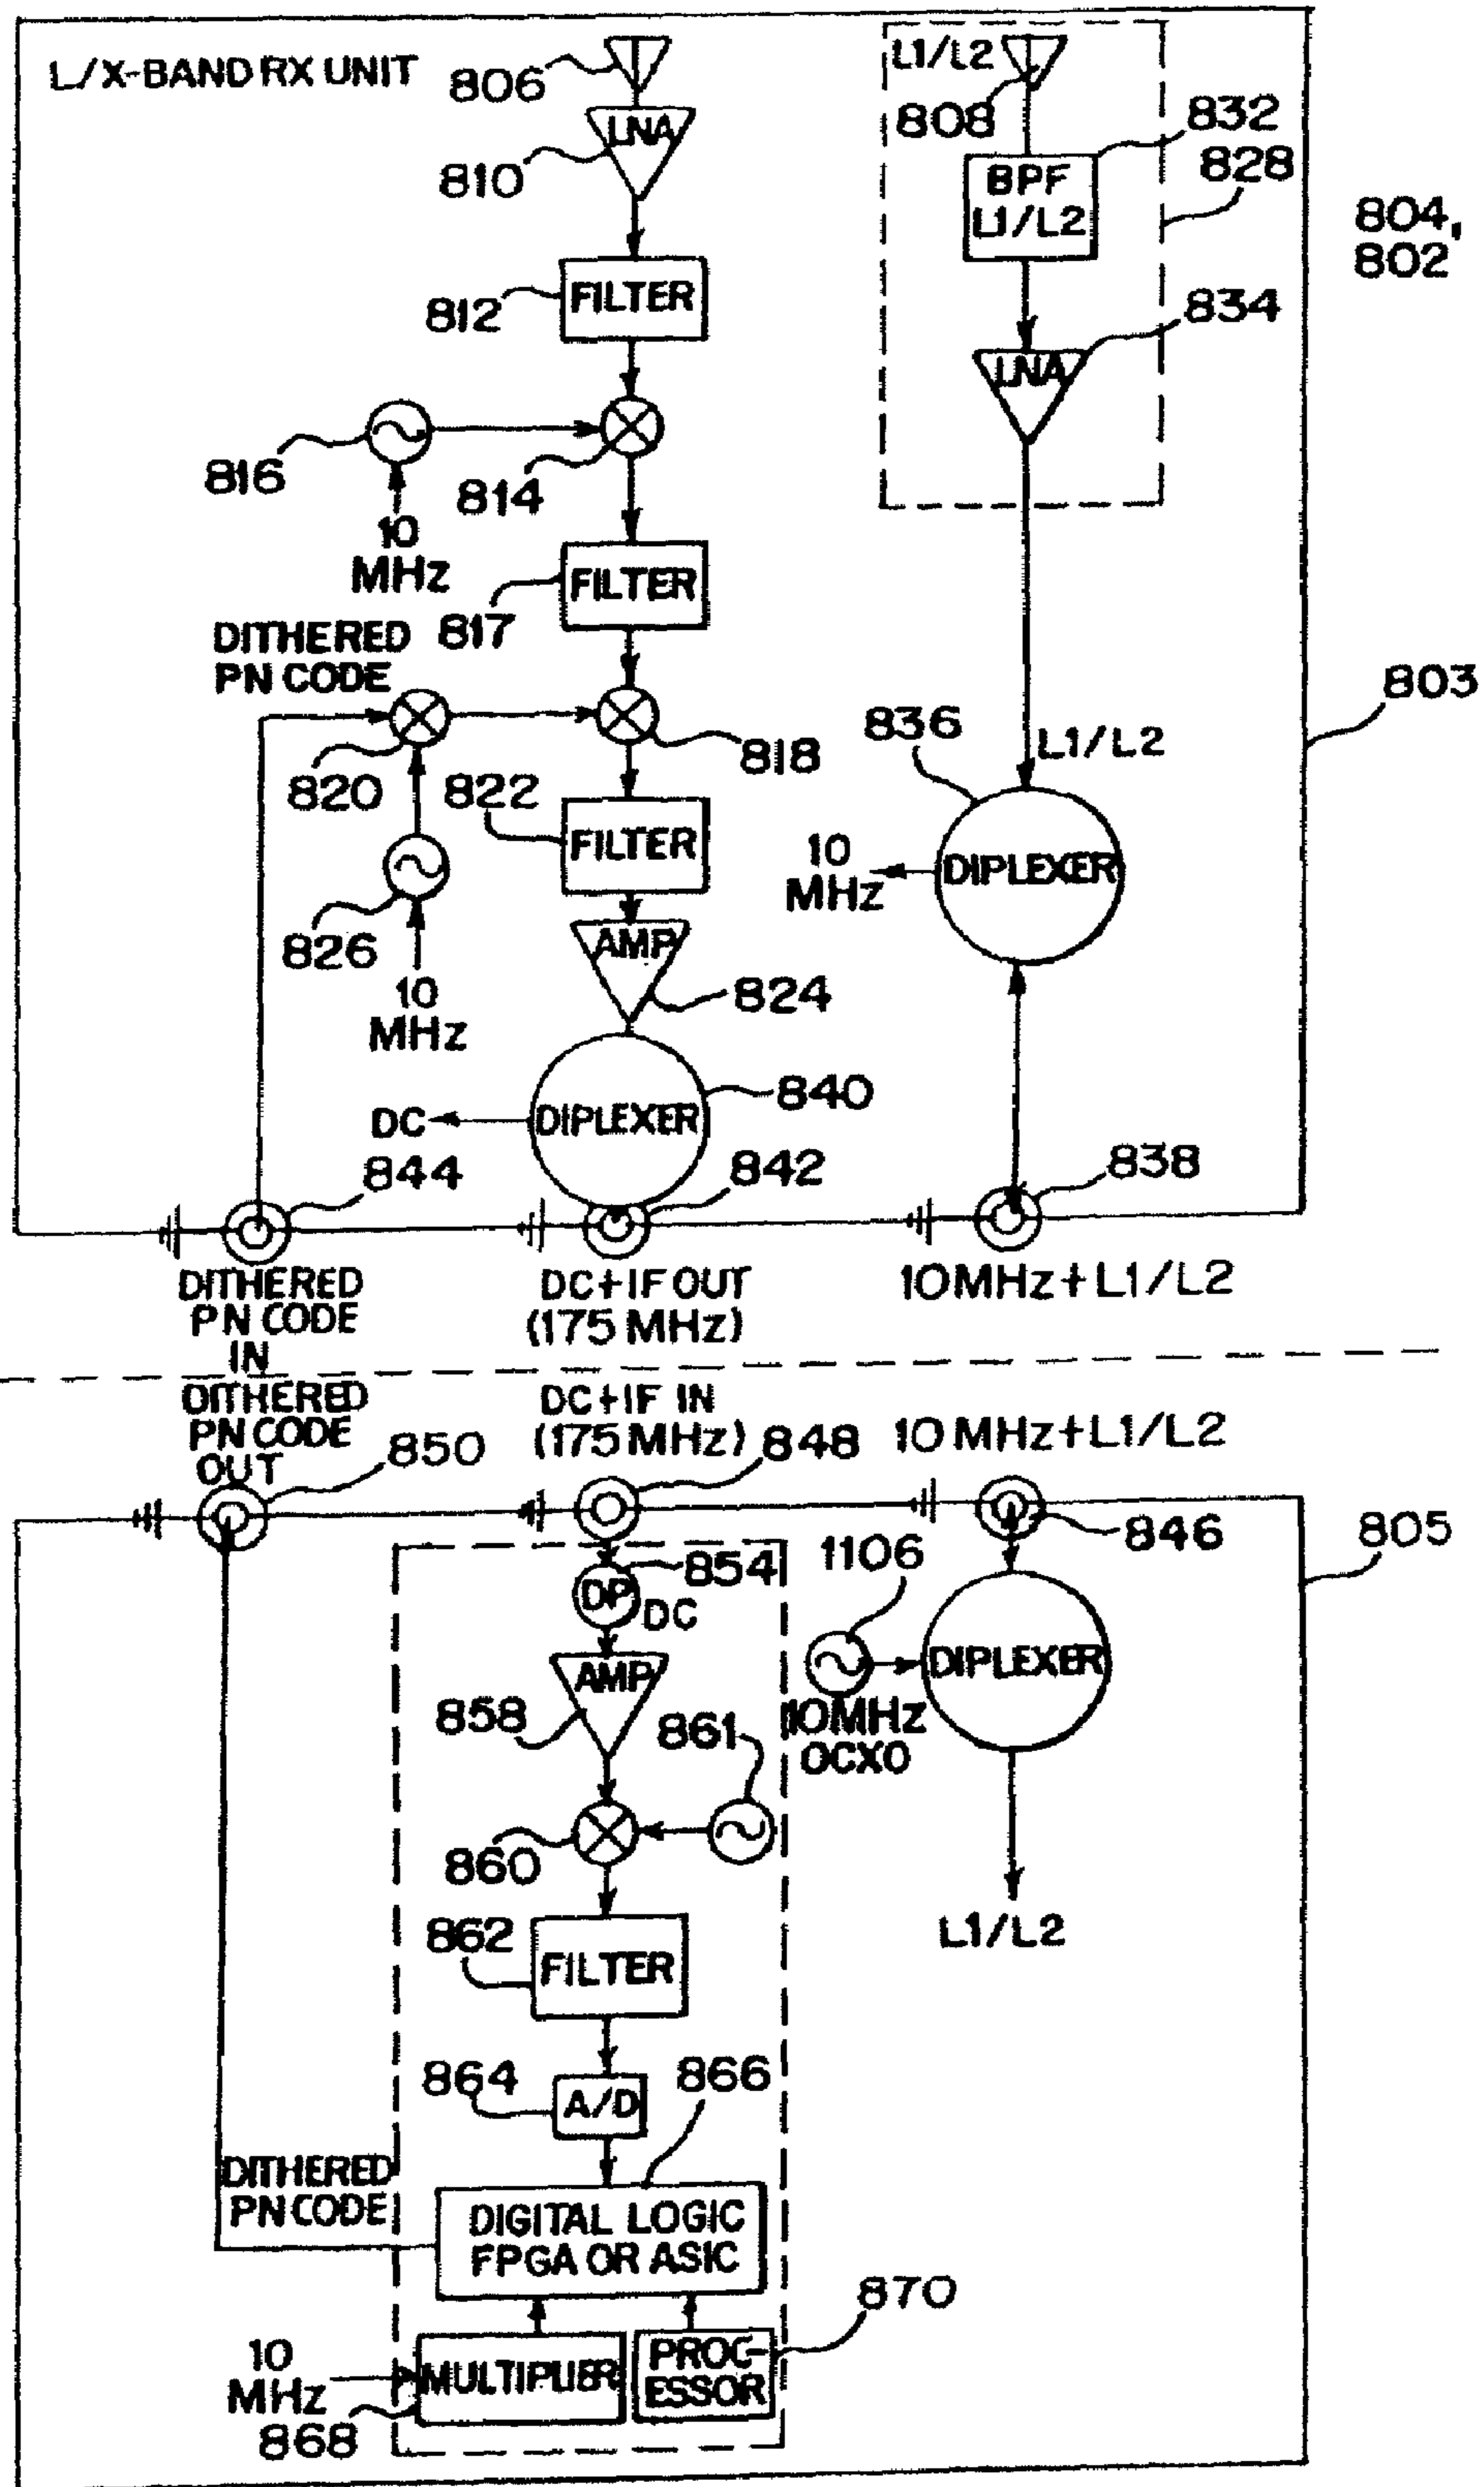 L/X-BAND RX UNIT
806
LNA
810
FILTER
812
816
814
10
MHz
FILTER
817
DITHERED
PN CODE
820
818
822
FILTER
826
10
MHz
AMP
824
DIPLEXER
840
DC
844
842
L1/L2
808
832
BPF
L1/L2
828
834
LNA
804,
802
803
836
L1/L2
10
MHz
DIPLEXER
838
DITHERED
PN CODE
IN
DC+IF OUT
(175 MHz)
10MHz+L1/L2
DITHERED
PN CODE
OUT
850
DC+IF IN
(175 MHz)
848
10 MHz+L1/L2
846
805
854
DP
DC
AMP
858
861
860
862
FILTER
864
A/D
866
DITHERED
PN CODE
DIGITAL LOGIC
FPGA OR ASIC
870
10
MHz
868
MULTIPLIER
PROC-
ESSOR
1106
10MHz
OCXO
DIPLEXER
L1/L2